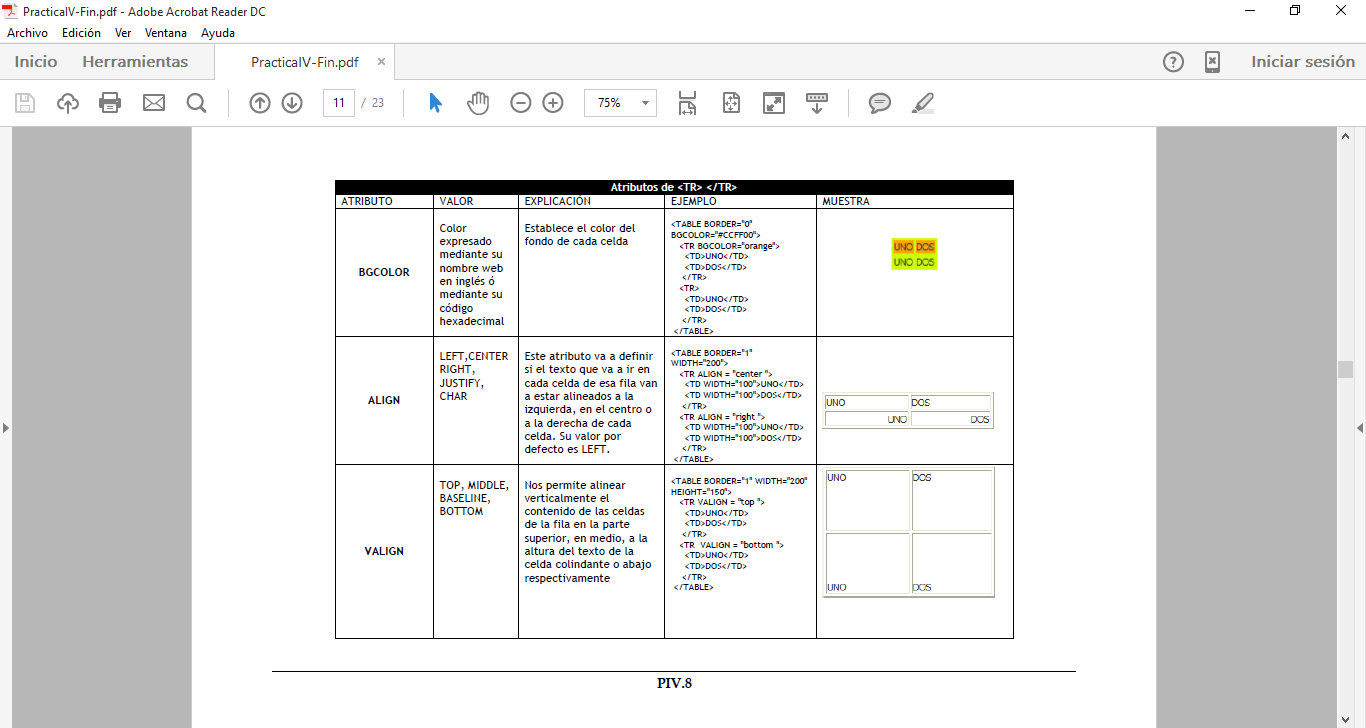 PracticaIV-Fin.pdf - Adobe Acrobat Reader DC
Archivo Edición Ver Ventana Ayuda
Inicio Herramientas PracticaIV-Fin.pdf × Iniciar sesión
11 / 23 75%
Atributos de <TR> </TR>
ATRIBUTO VALOR EXPLICACIÓN EJEMPLO MUESTRA
BGCOLOR
Color
expresado
mediante su
nombre web
en inglés ó
mediante su
código
hexadecimal
Establece el color del
fondo de cada celda
<TABLE BORDER="0"
BGCOLOR="#CCFF00">
<TR BGCOLOR="orange">
<TD>UNO</TD>
<TD>DOS</TD>
</TR>
<TR>
<TD>UNO</TD>
<TD>DOS</TD>
</TR>
</TABLE>
UNO DOS
UNO DOS
ALIGN
LEFT,CENTER
RIGHT,
JUSTIFY,
CHAR
Este atributo va a definir
si el texto que va a ir en
cada celda de esa fila van
a estar alineados a la
izquierda, en el centro o
a la derecha de cada
celda. Su valor por
defecto es LEFT.
<TABLE BORDER="1"
WIDTH="200">
<TR ALIGN = "center ">
<TD WIDTH="100">UNO</TD>
<TD WIDTH="100">DOS</TD>
</TR>
<TR ALIGN = "right ">
<TD WIDTH="100">UNO</TD>
<TD WIDTH="100">DOS</TD>
</TR>
</TABLE>
UNO DOS
UNO DOS
VALIGN
TOP, MIDDLE,
BASELINE,
BOTTOM
Nos permite alinear
verticalmente el
contenido de las celdas
de la fila en la parte
superior, en medio, a la
altura del texto de la
celda colindante o abajo
respectivamente
<TABLE BORDER="1" WIDTH="200"
HEIGHT="150">
<TR VALIGN = "top ">
<TD>UNO</TD>
<TD>DOS</TD>
</TR>
<TR VALIGN = "bottom ">
<TD>UNO</TD>
<TD>DOS</TD>
</TR>
</TABLE>
UNO DOS
UNO DOS
PIV.8